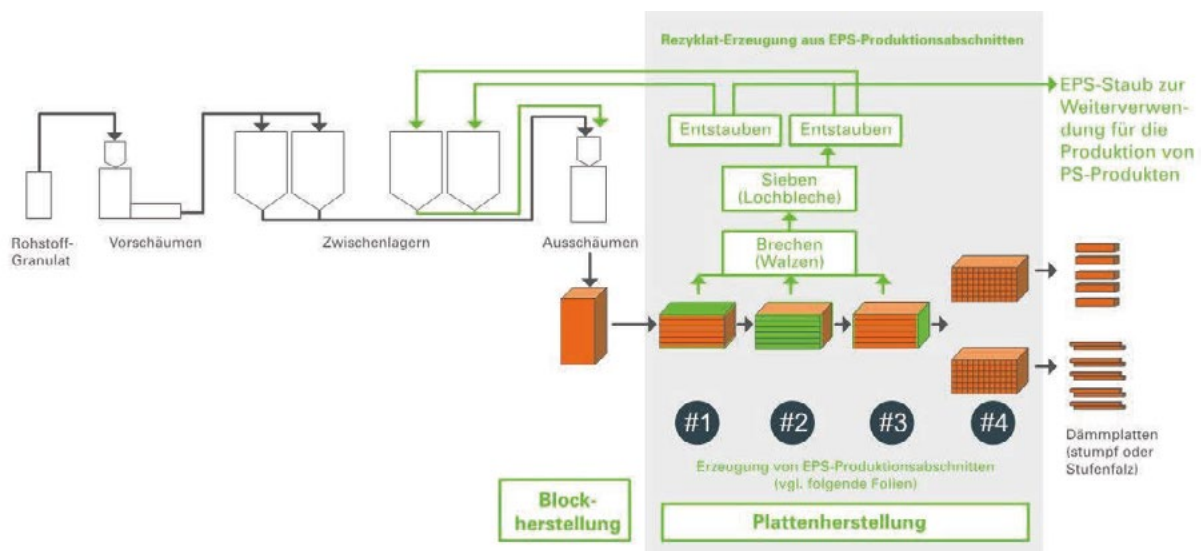 Rezyklat-Erzeugung aus EPS-Produktionsabschnitten
EPS-Staub zur
Weiterverwen-
dung für die
Produktion von
PS-Produkten
Entstauben
Entstauben
Sieben
(Lochbleche)
Brechen
(Walzen)
Rohstoff-
Granulat
Vorschäumen
Zwischenlagern
Ausschäumen
#1
#2
#3
#4
Dämmplatten
(stumpf oder
Stufenfalz)
Erzeugung von EPS-Produktionsabschnitten
(vgl. folgende Folien)
Block-
herstellung
Plattenherstellung